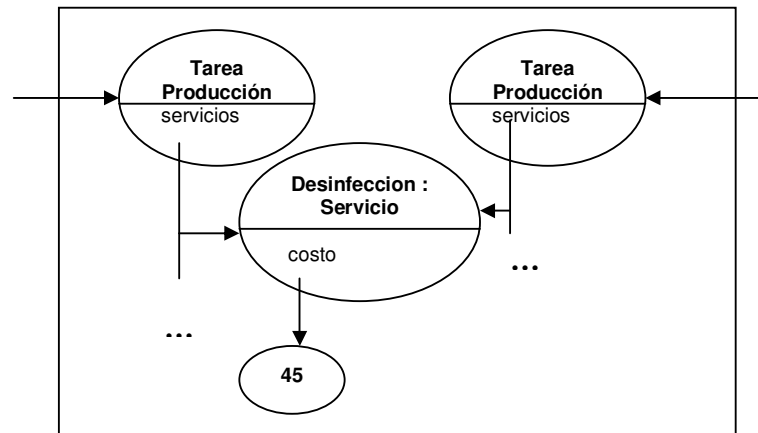 Tarea
Producción
servicios
Tarea
Producción
servicios
Desinfeccion :
Servicio
costo
...
...
45